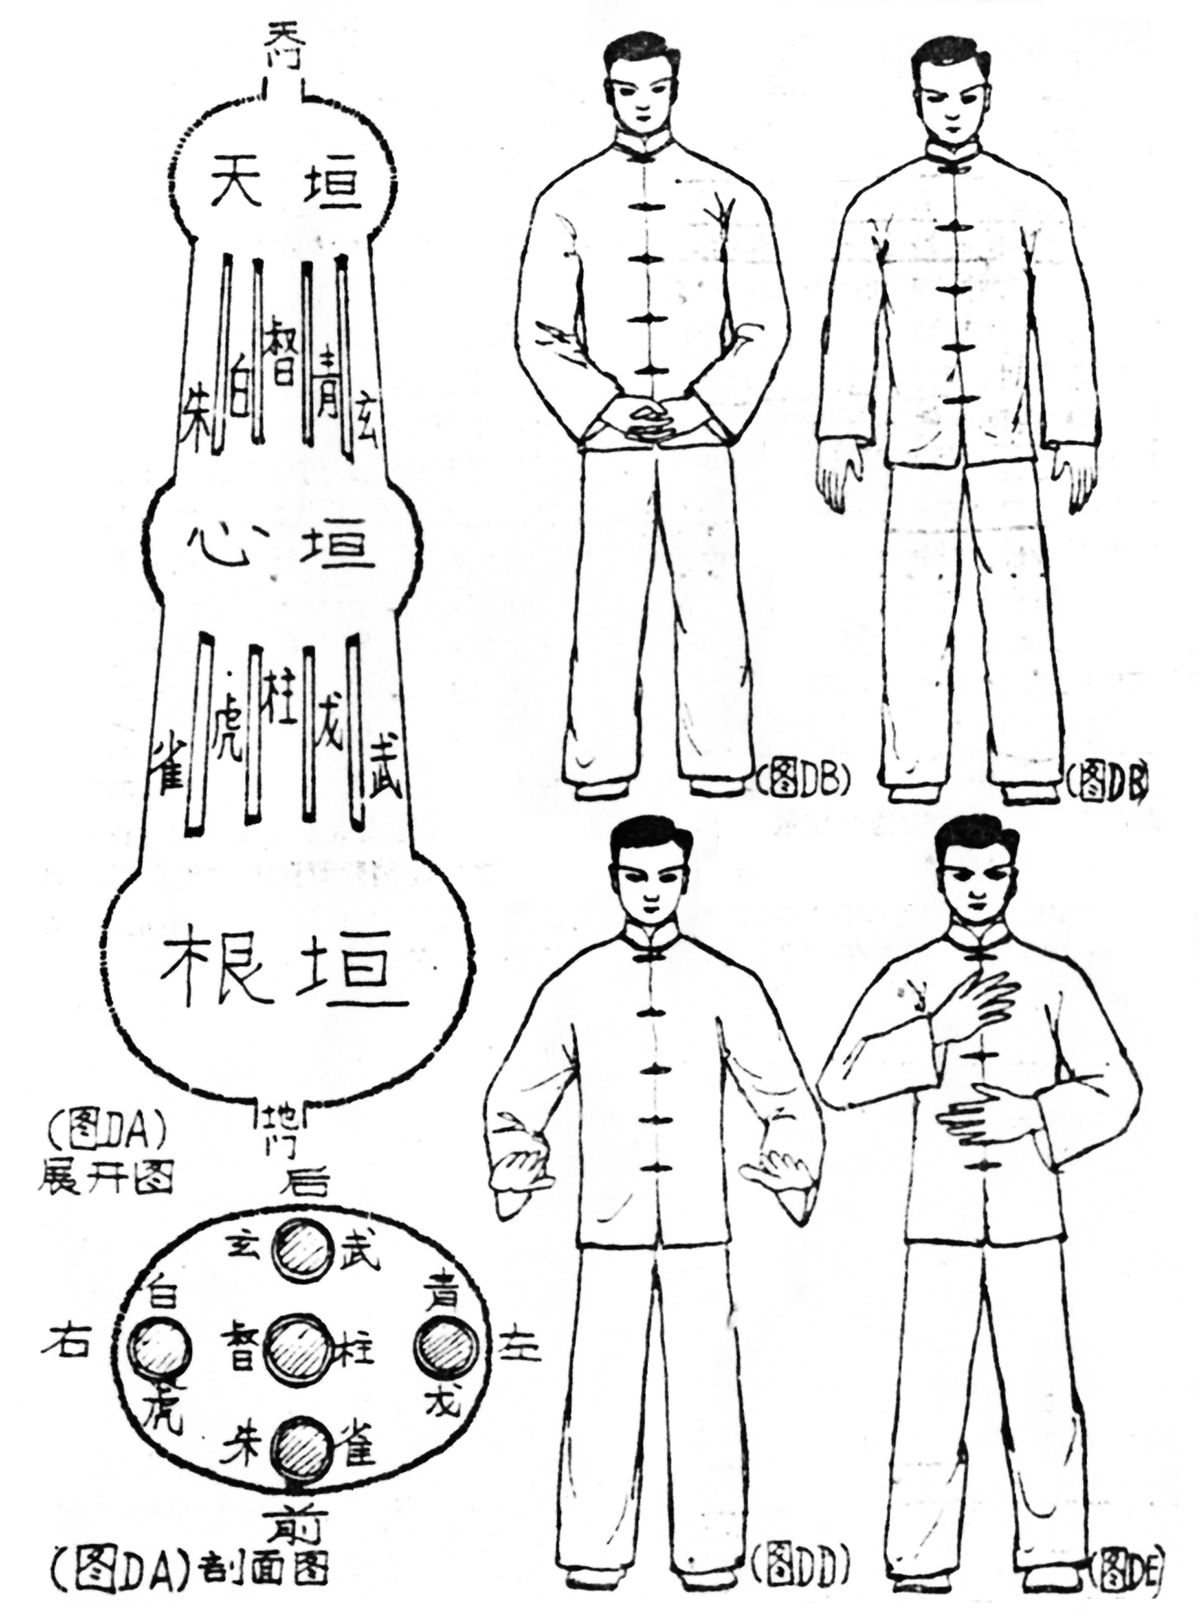 天门
天 垣
朱 白 督 青 玄
心 垣
雀 虎 柱 龙 武
根 垣
地门
(图DA)
展开图
后
玄 武
白 青
右 督 柱 左
虎 龙
朱 雀
前
(图DA)剖面图
(图DB)
(图DB)
(图DD)
(图DE)